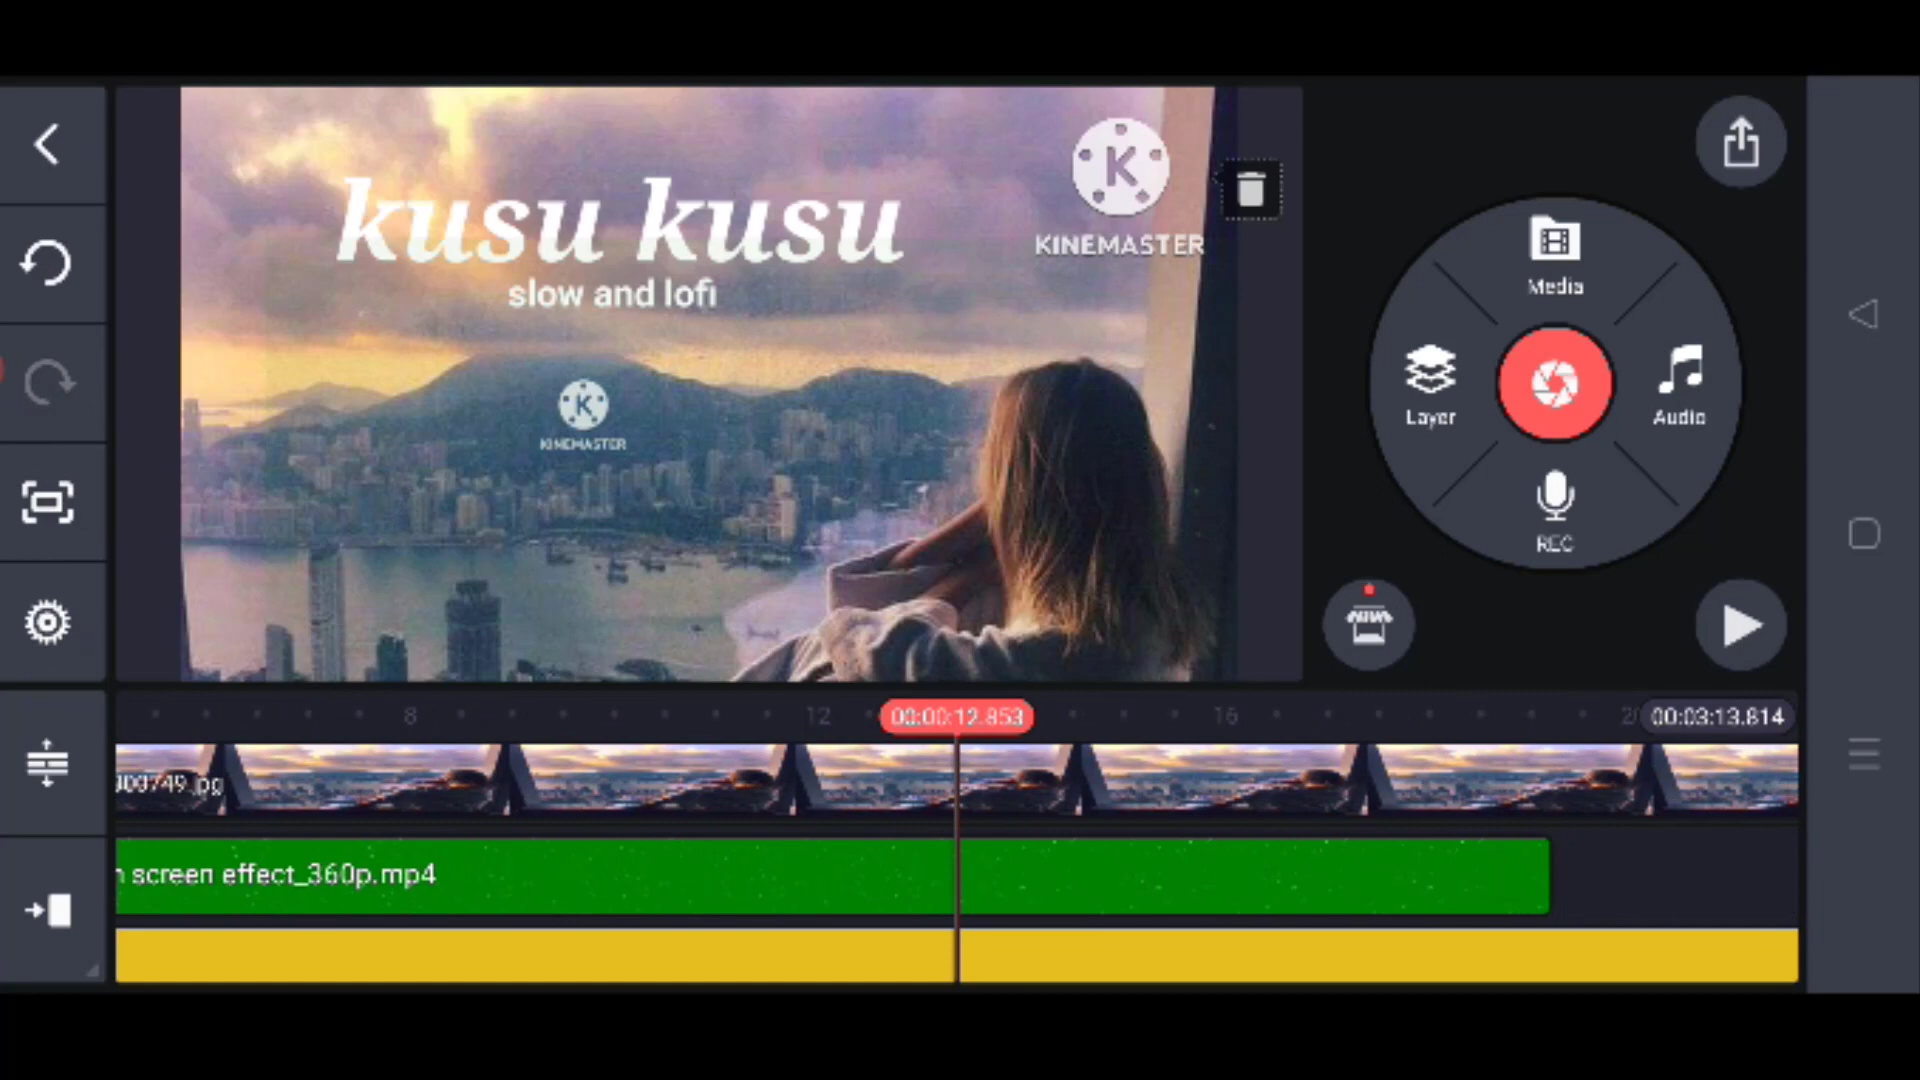 kusu kusu
slow and lofi
K
KINEMASTER
K
KINEMASTER
Media
Layer
Audio
REC
8
12
00:00:12.853
16
00:03:13.814
screen effect_360p.mp4